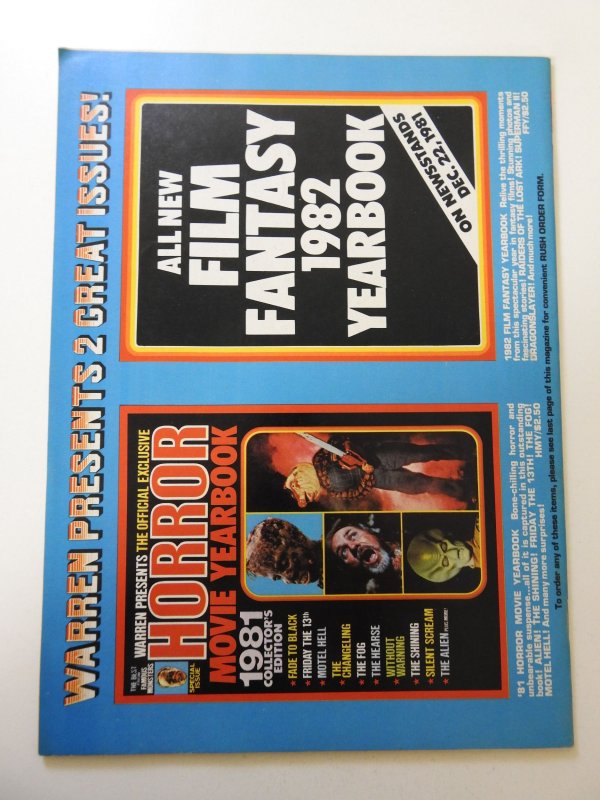 WARREN PRESENTS 2 GREAT ISSUES!
WARREN PRESENTS THE OFFICIAL EXCLUSIVE
HORROR
MOVIE YEARBOOK
THE BEST
FAMOUS
MONSTERS
SPECIAL
ISSUE
1981
COLLECTOR'S
EDITION
★ FADE TO BLACK
★ FRIDAY THE 13th
★ MOTEL HELL
★ THE
CHANGELING
★ THE FOG
★ THE HEARSE
★ WITHOUT
WARNING
★ THE SHINING
★ SILENT SCREAM
★ THE ALIEN
'81 HORROR MOVIE YEARBOOK Bone-chilling horror and
unbearable suspense...all of it is captured in this outstanding
book! ALIEN! THE SHINING! FRIDAY THE 13TH! THE FOG!
MOTEL HELL! And many more surprises! HMY/$2.50
ALL NEW
FILM
FANTASY
1982
YEARBOOK
ON NEWSSTANDS
DEC. 22, 1981
1982 FILM FANTASY YEARBOOK Relive the thrilling moments
from this spectacular year in fantasy films! Stunning photos and
fascinating stories! RAIDERS OF THE LOST ARK! SUPERMAN II!
DRAGONSLAYER! And much more! FFY/$2.50
To order any of these items, please see last page of this magazine for convenient RUSH ORDER FORM.